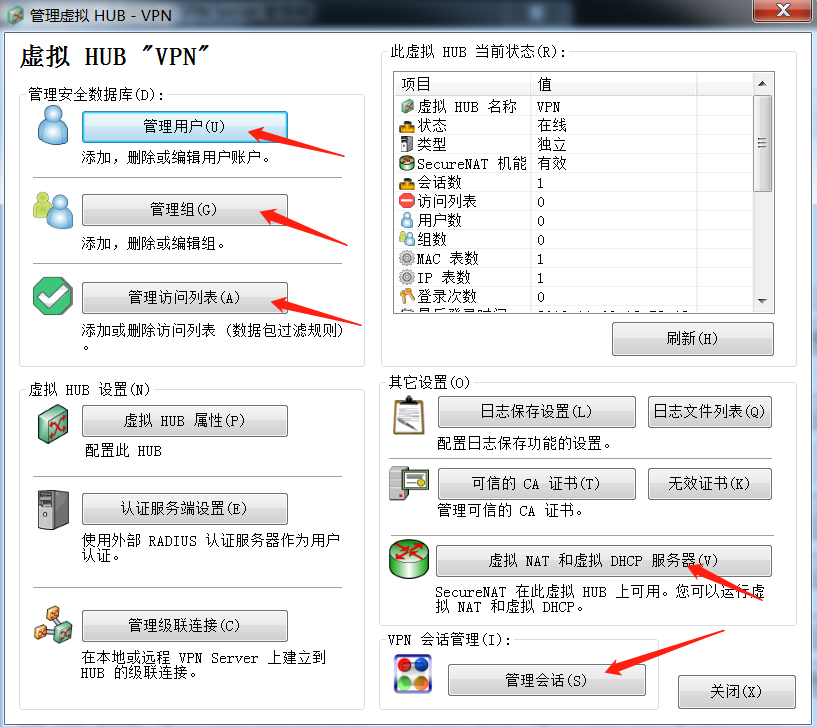 管理虚拟 HUB - VPN
虚拟 HUB "VPN"
管理安全数据库(D):
管理用户(U)
添加，删除或编辑用户账户。
管理组(G)
添加，删除或编辑组。
管理访问列表(A)
添加或删除访问列表 (数据包过滤规则)
。
虚拟 HUB 设置(N)
虚拟 HUB 属性(P)
配置此 HUB
认证服务端设置(E)
使用外部 RADIUS 认证服务器作为用户
认证。
管理级联连接(C)
在本地或远程 VPN Server 上建立到
HUB 的级联连接。
此虚拟 HUB 当前状态(R):
项目 值
虚拟 HUB 名称 VPN
状态 在线
类型 独立
SecureNAT 机能 有效
会话数 1
访问列表 0
用户数 0
组数 0
MAC 表数 1
IP 表数 1
登录次数 0
刷新(H)
其它设置(O)
日志保存设置(L) 日志文件列表(Q)
配置日志保存功能的设置。
可信的 CA 证书(T) 无效证书(K)
管理可信的 CA 证书。
虚拟 NAT 和虚拟 DHCP 服务器(V)
SecureNAT 在此虚拟 HUB 上可用。您可以运行虚
拟 NAT 和虚拟 DHCP。
VPN 会话管理(I):
管理会话(S)
关闭(X)